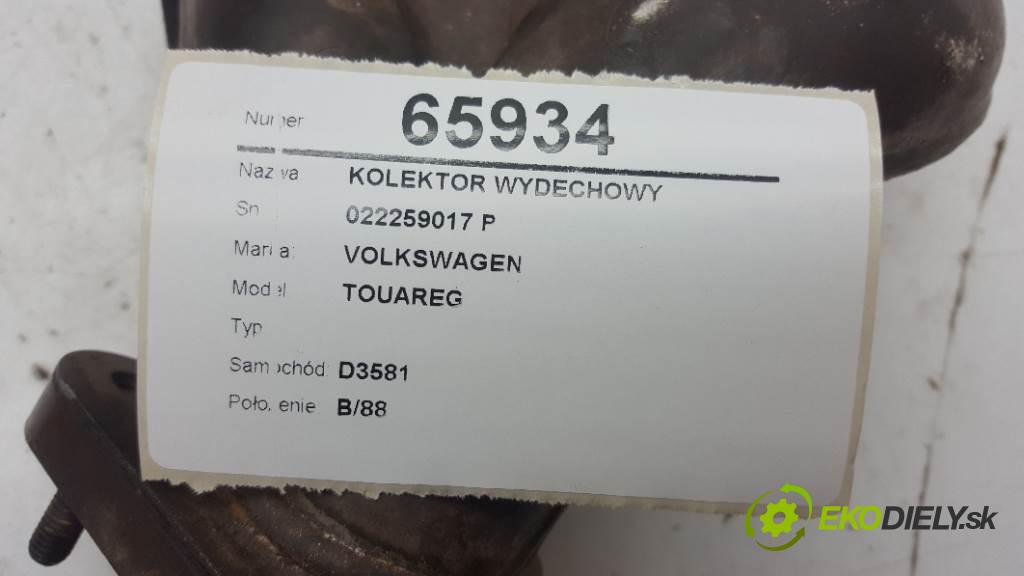 Numer 65934
Nazwa KOLEKTOR WYDECHOWY
Sn 022259017 P
Marka: VOLKSWAGEN
Model TOUAREG
Typ
Samochód: D3581
Położenie B/88
EKODIELY.sk